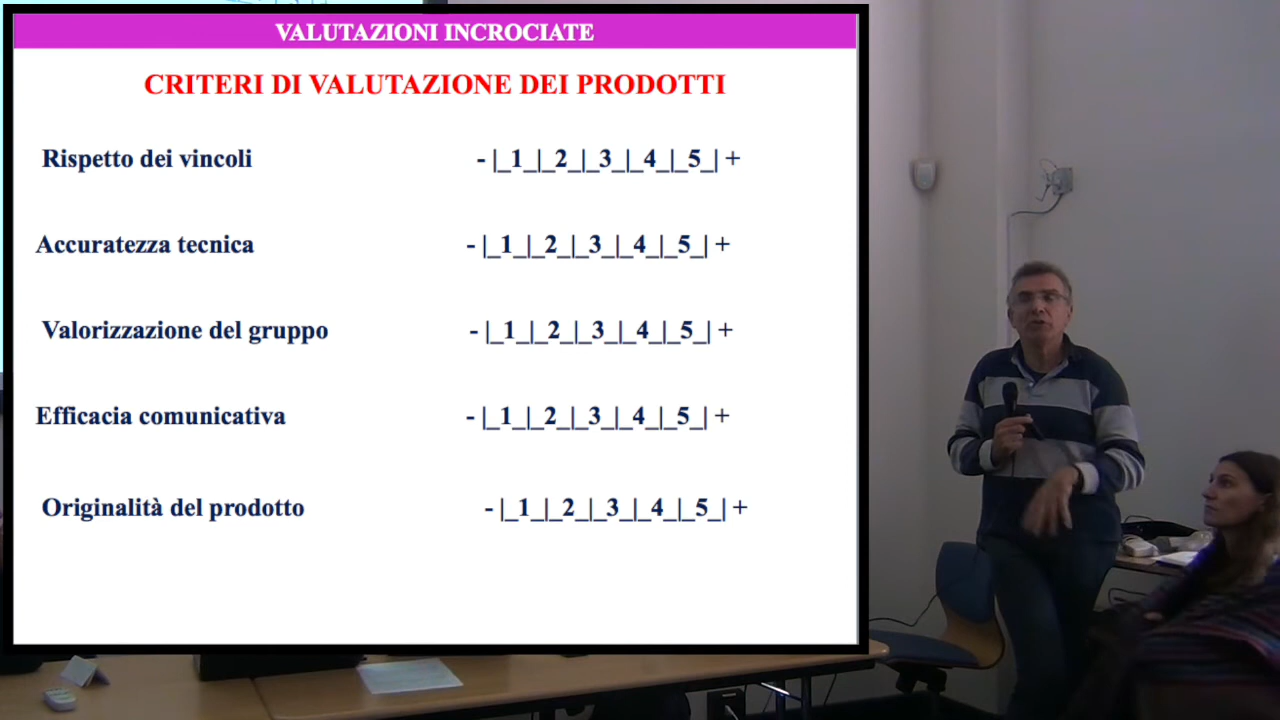 VALUTAZIONI INCROCIATE
CRITERI DI VALUTAZIONE DEI PRODOTTI
Rispetto dei vincoli - |_1_|_2_|_3_|_4_|_5_| +
Accuratezza tecnica - |_1_|_2_|_3_|_4_|_5_| +
Valorizzazione del gruppo - |_1_|_2_|_3_|_4_|_5_| +
Efficacia comunicativa - |_1_|_2_|_3_|_4_|_5_| +
Originalità del prodotto - |_1_|_2_|_3_|_4_|_5_| +